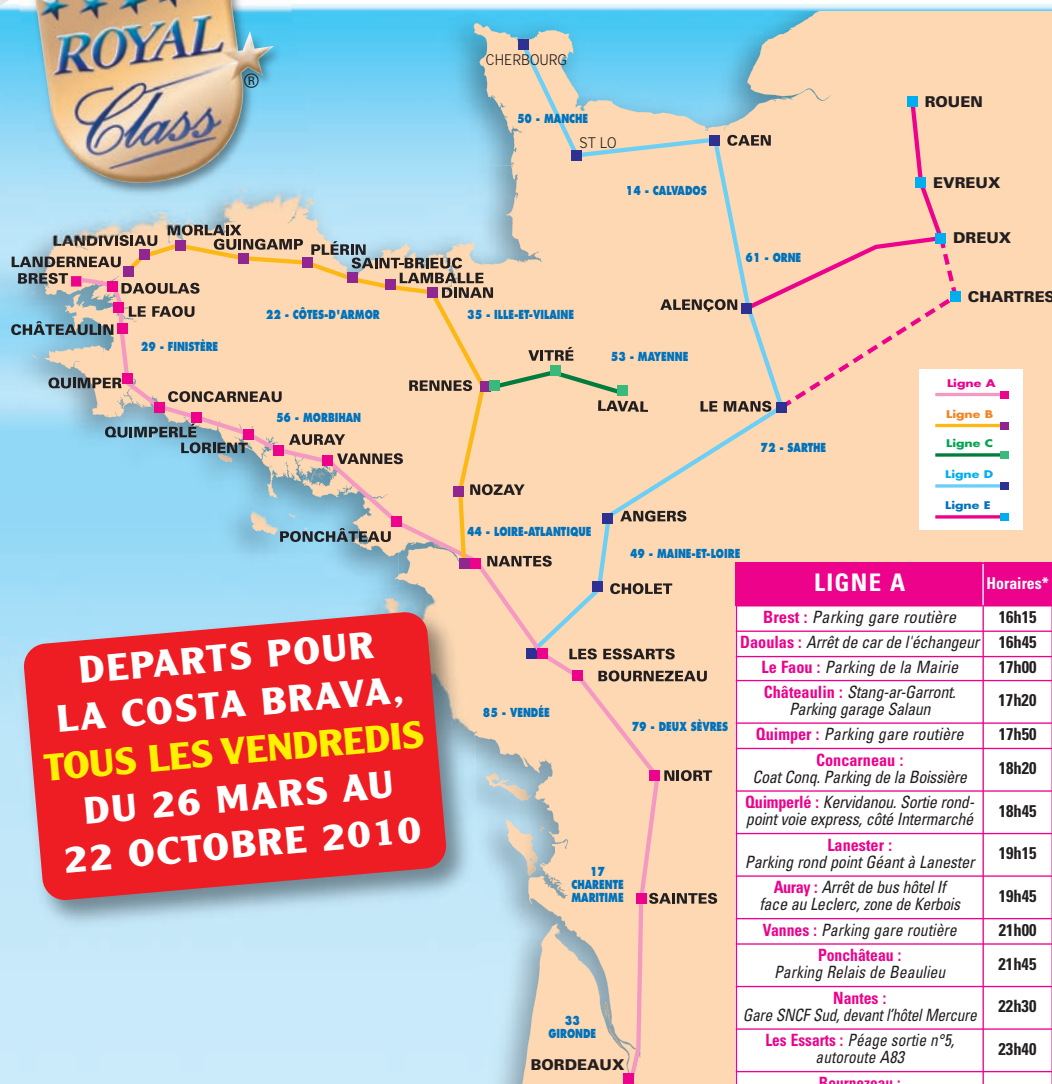 ROYAL
Class
®
CHERBOURG
50 - MANCHE
ST LO
CAEN
14 - CALVADOS
ROUEN
EVREUX
DREUX
CHARTRES
61 - ORNE
ALENÇON
LANDIVISIAU
MORLAIX
GUINGAMP
PLÉRIN
SAINT-BRIEUC
LAMBALLE
DINAN
LANDERNEAU
BREST
DAOULAS
LE FAOU
CHÂTEAULIN
22 - CÔTES-D'ARMOR
35 - ILLE-ET-VILAINE
29 - FINISTÈRE
VITRÉ
53 - MAYENNE
RENNES
LAVAL
LE MANS
72 - SARTHE
QUIMPER
CONCARNEAU
56 - MORBIHAN
QUIMPERLÉ
LORIENT
AURAY
VANNES
NOZAY
PONCHÂTEAU
44 - LOIRE-ATLANTIQUE
ANGERS
49 - MAINE-ET-LOIRE
NANTES
CHOLET
LES ESSARTS
BOURNEZEAU
85 - VENDÉE
79 - DEUX SÈVRES
NIORT
17
CHARENTE
MARITIME
SAINTES
33
GIRONDE
BORDEAUX
Ligne A
Ligne B
Ligne C
Ligne D
Ligne E
DEPARTS POUR
LA COSTA BRAVA,
TOUS LES VENDREDIS
DU 26 MARS AU
22 OCTOBRE 2010
LIGNE A Horaires*
Brest : Parking gare routière 16h15
Daoulas : Arrêt de car de l'échangeur 16h45
Le Faou : Parking de la Mairie 17h00
Châteaulin : Stang-ar-Garront.
Parking garage Salaun 17h20
Quimper : Parking gare routière 17h50
Concarneau :
Coat Conq. Parking de la Boissière 18h20
Quimperlé : Kervidanou. Sortie rond-
point voie express, côté Intermarché 18h45
Lanester :
Parking rond point Géant à Lanester 19h15
Auray : Arrêt de bus hôtel If
face au Leclerc, zone de Kerbois 19h45
Vannes : Parking gare routière 21h00
Ponchâteau :
Parking Relais de Beaulieu 21h45
Nantes :
Gare SNCF Sud, devant l'hôtel Mercure 22h30
Les Essarts : Péage sortie n°5,
autoroute A83 23h40
Bournezeau :